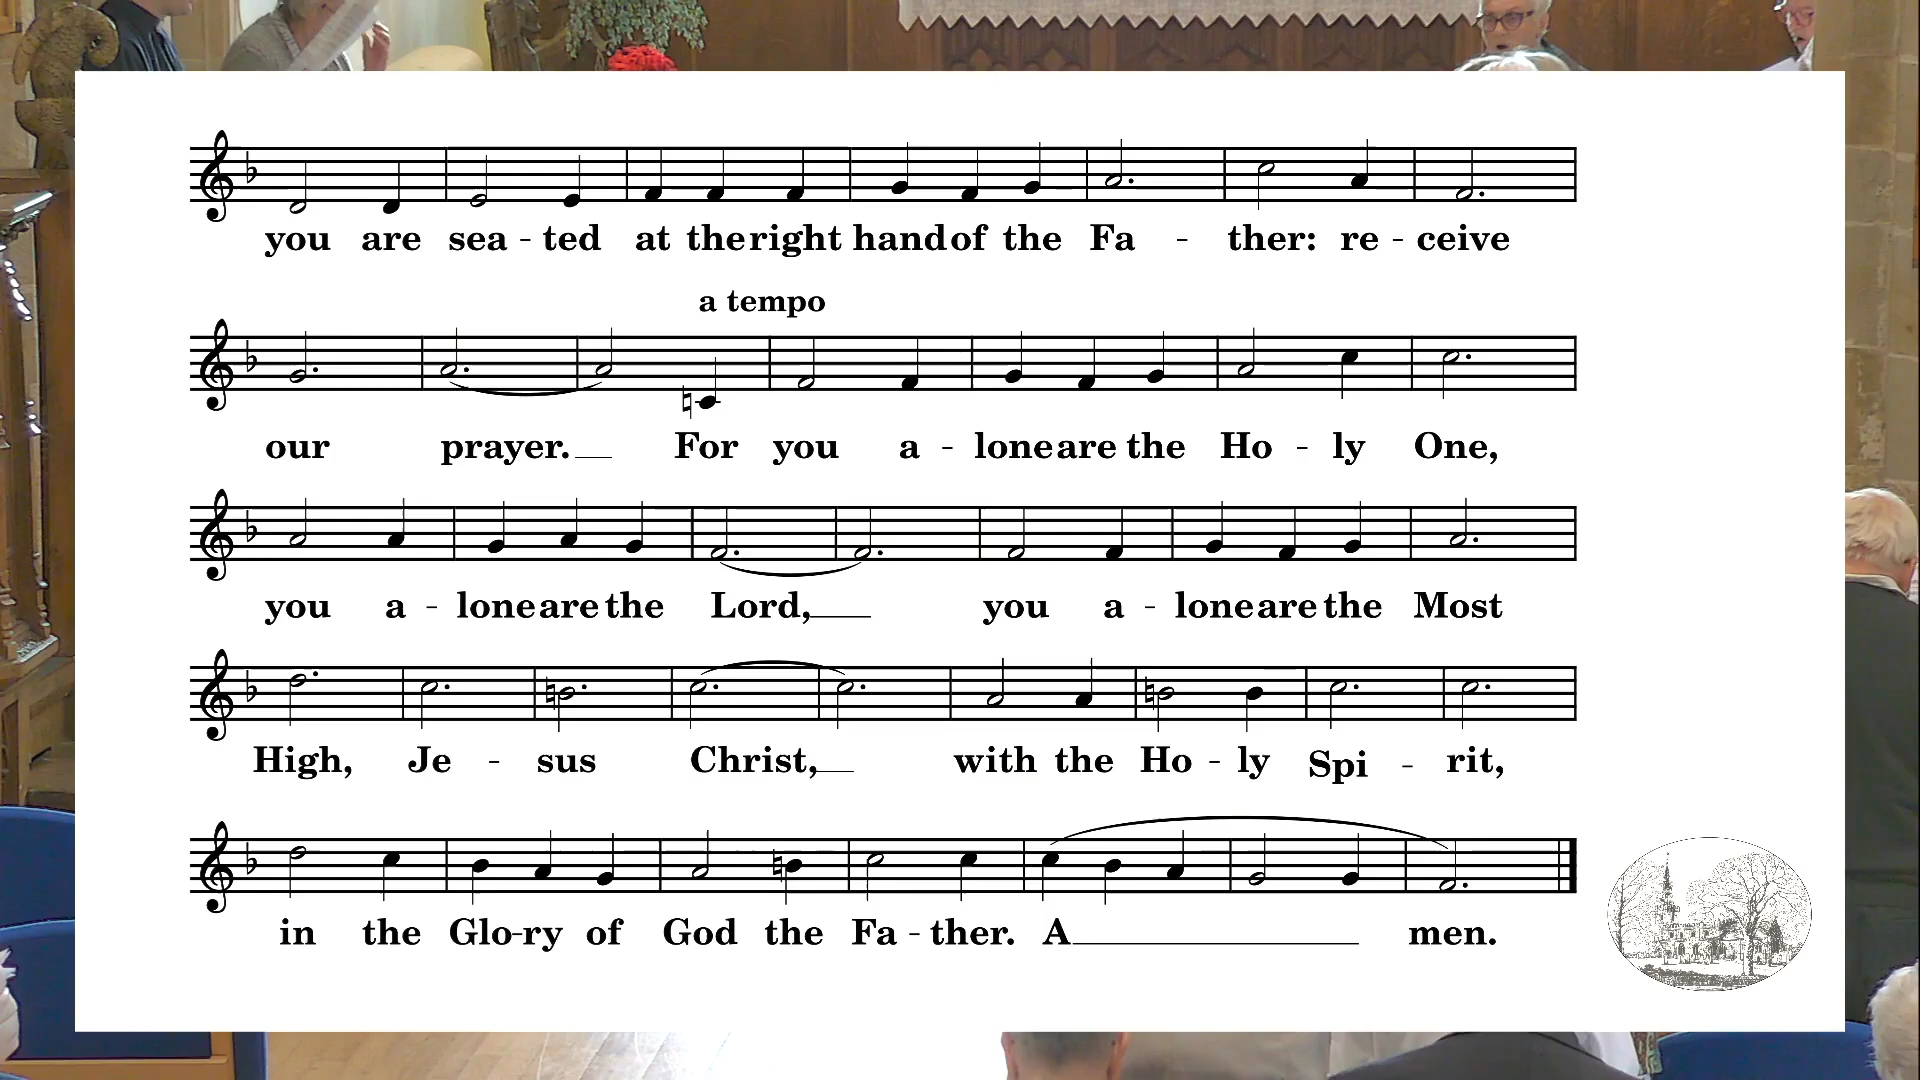 you are sea - ted at the right hand of the Fa - ther: re - ceive
a tempo
our prayer. For you a - lone are the Ho - ly One,
you a - lone are the Lord, you a - lone are the Most
High, Je - sus Christ, with the Ho - ly Spi - rit,
in the Glo-ry of God the Fa - ther. A men.